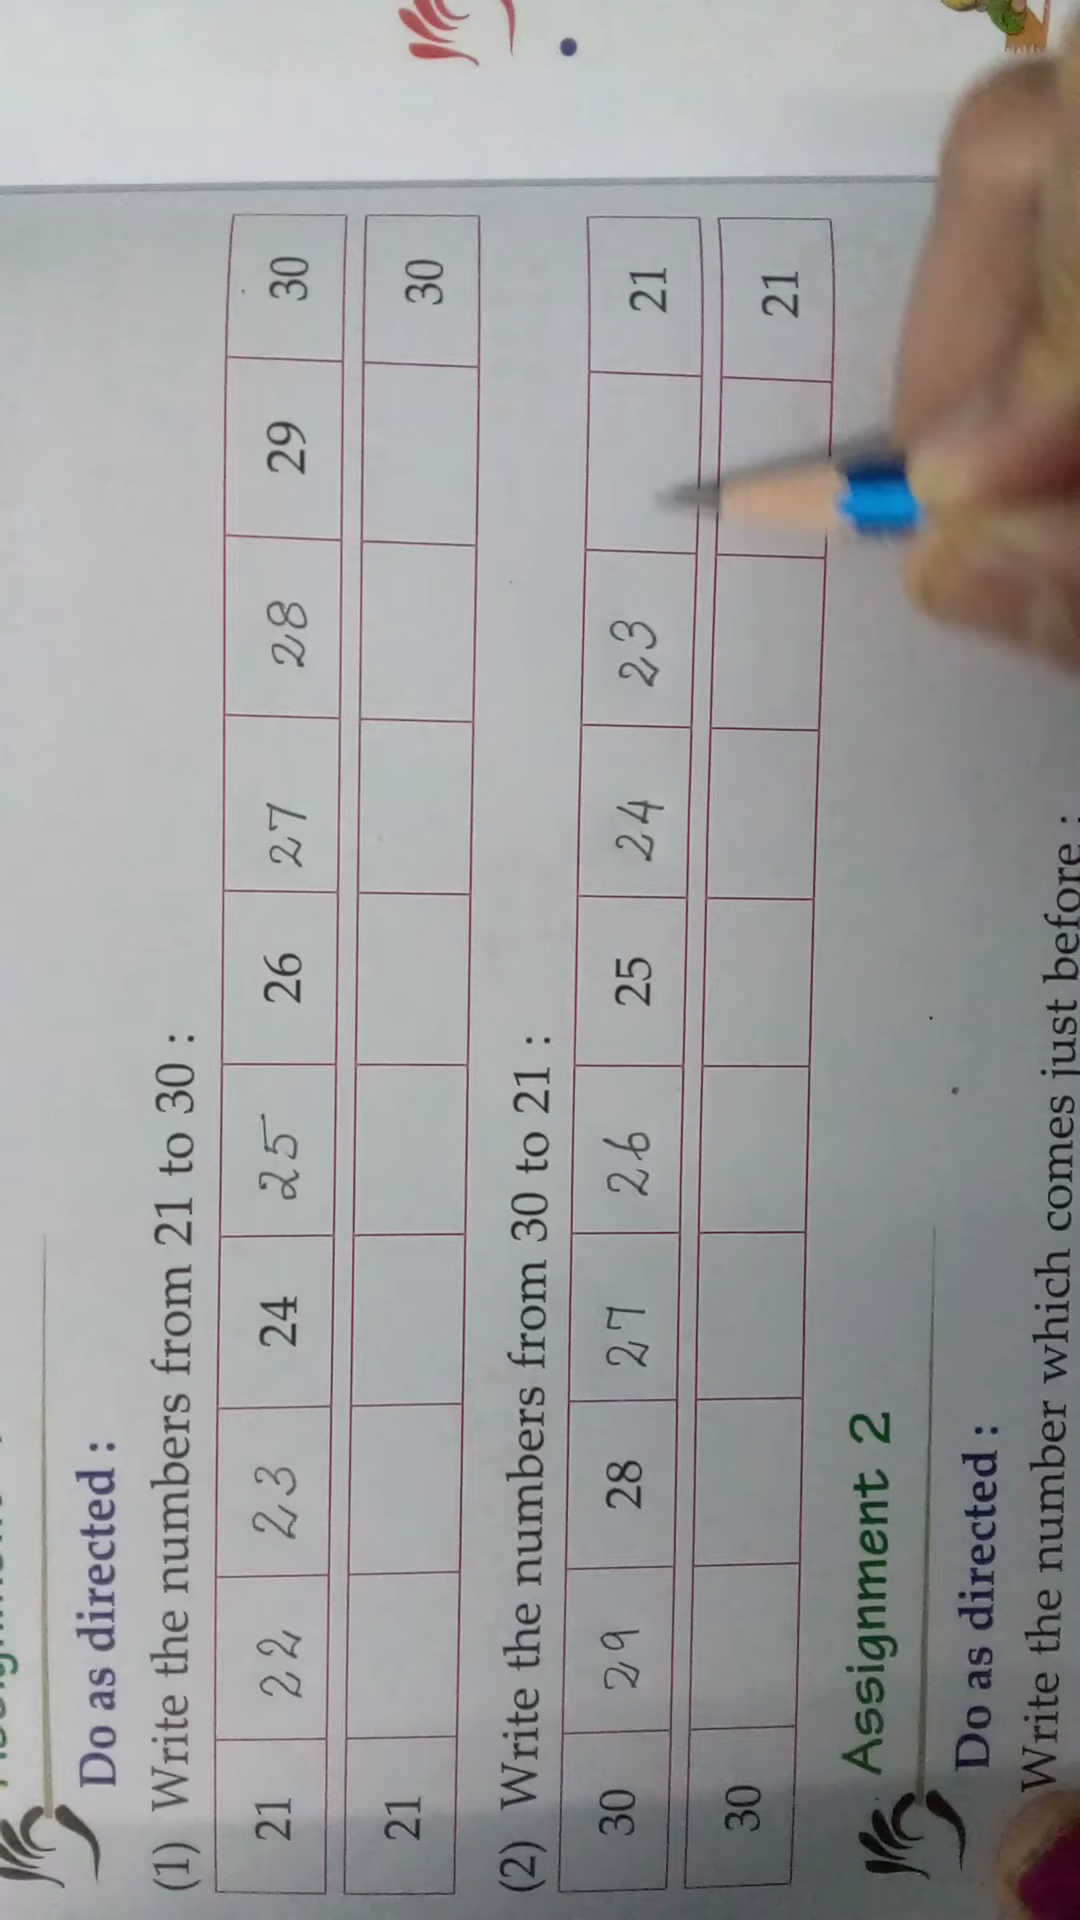 Do as directed :
(1) Write the numbers from 21 to 30 :
21 22 23 24 25 26 27 28 29 30
21 30
(2) Write the numbers from 30 to 21 :
30 29 28 27 26 25 24 23 21
30 21
Assignment 2
Do as directed :
Write the number which comes just before :